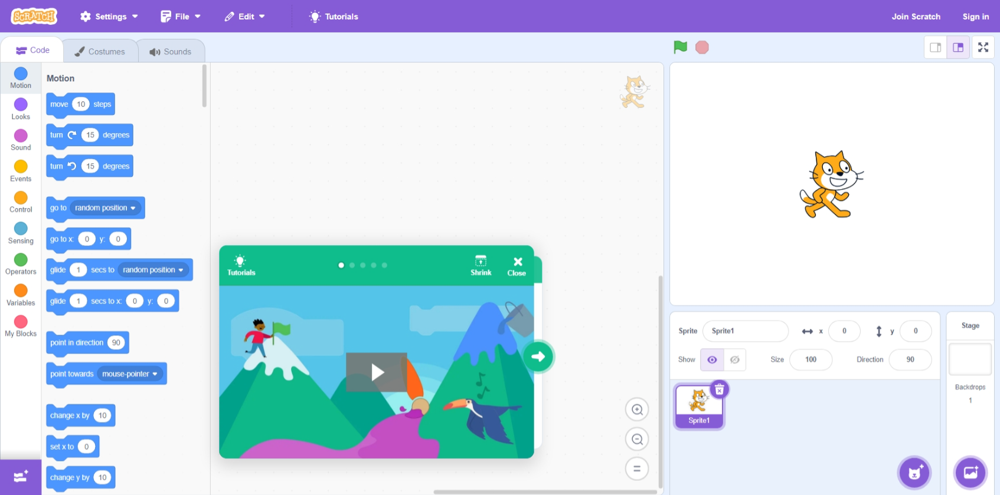 SCRATCH Settings File Edit Tutorials Join Scratch Sign in
Code Costumes Sounds
Motion
Looks
Sound
Events
Control
Sensing
Operators
Variables
My Blocks
Motion
move 10 steps
turn 15 degrees
turn 15 degrees
go to random position
go to x: 0 y: 0
glide 1 secs to random position
glide 1 secs to x: 0 y: 0
point in direction 90
point towards mouse-pointer
change x by 10
set x to 0
change y by 10
Tutorials Shrink Close
Sprite Sprite1 x 0 y 0
Show Size 100 Direction 90
Sprite1
Stage
Backdrops
1